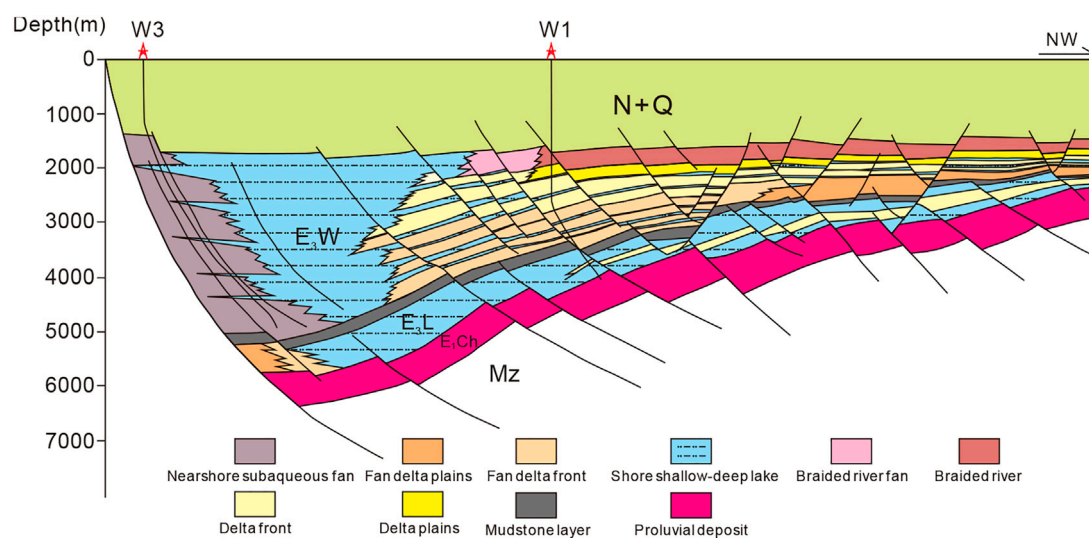 Depth(m)
W3
W1
NW
0
1000
2000
3000
4000
5000
6000
7000
N+Q
E₃W
E₃L
E₁Ch
Mz
Nearshore subaqueous fan
Fan delta plains
Fan delta front
Shore shallow-deep lake
Braided river fan
Braided river
Delta front
Delta plains
Mudstone layer
Proluvial deposit